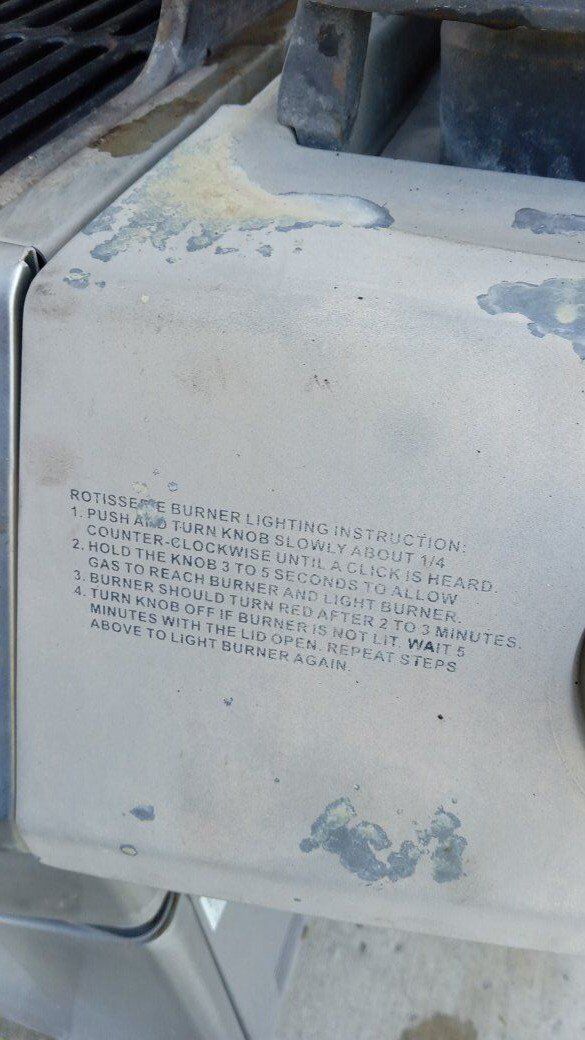 ROTISSERIE BURNER LIGHTING INSTRUCTION:
1. PUSH AND TURN KNOB SLOWLY ABOUT 1/4
COUNTER-CLOCKWISE UNTIL A CLICK IS HEARD.
2. HOLD THE KNOB 3 TO 5 SECONDS TO ALLOW
GAS TO REACH BURNER AND LIGHT BURNER.
3. BURNER SHOULD TURN RED AFTER 2 TO 3 MINUTES.
4. TURN KNOB OFF IF BURNER IS NOT LIT. WAIT 5
MINUTES WITH THE LID OPEN. REPEAT STEPS
ABOVE TO LIGHT BURNER AGAIN.